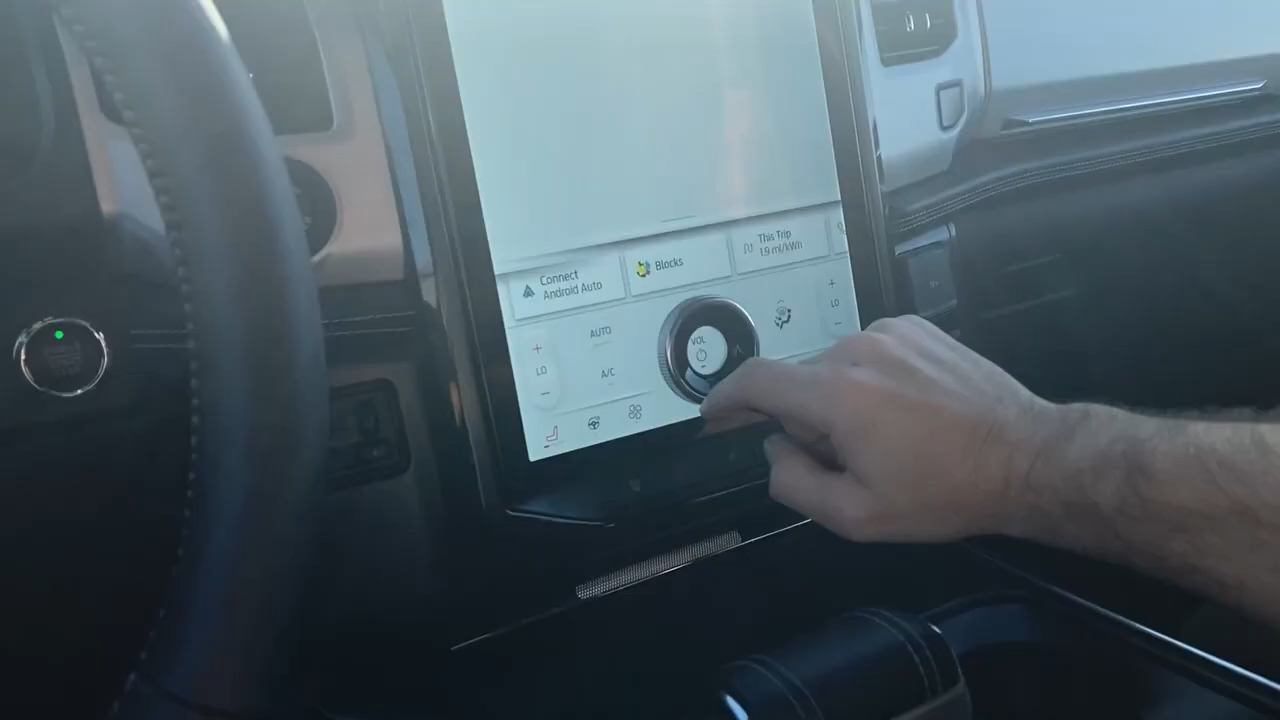 Connect
Android Auto
Blocks
This Trip
1.9 mi/kWh
AUTO
A/C
+
LO
−
VOL
−
+
LO
−